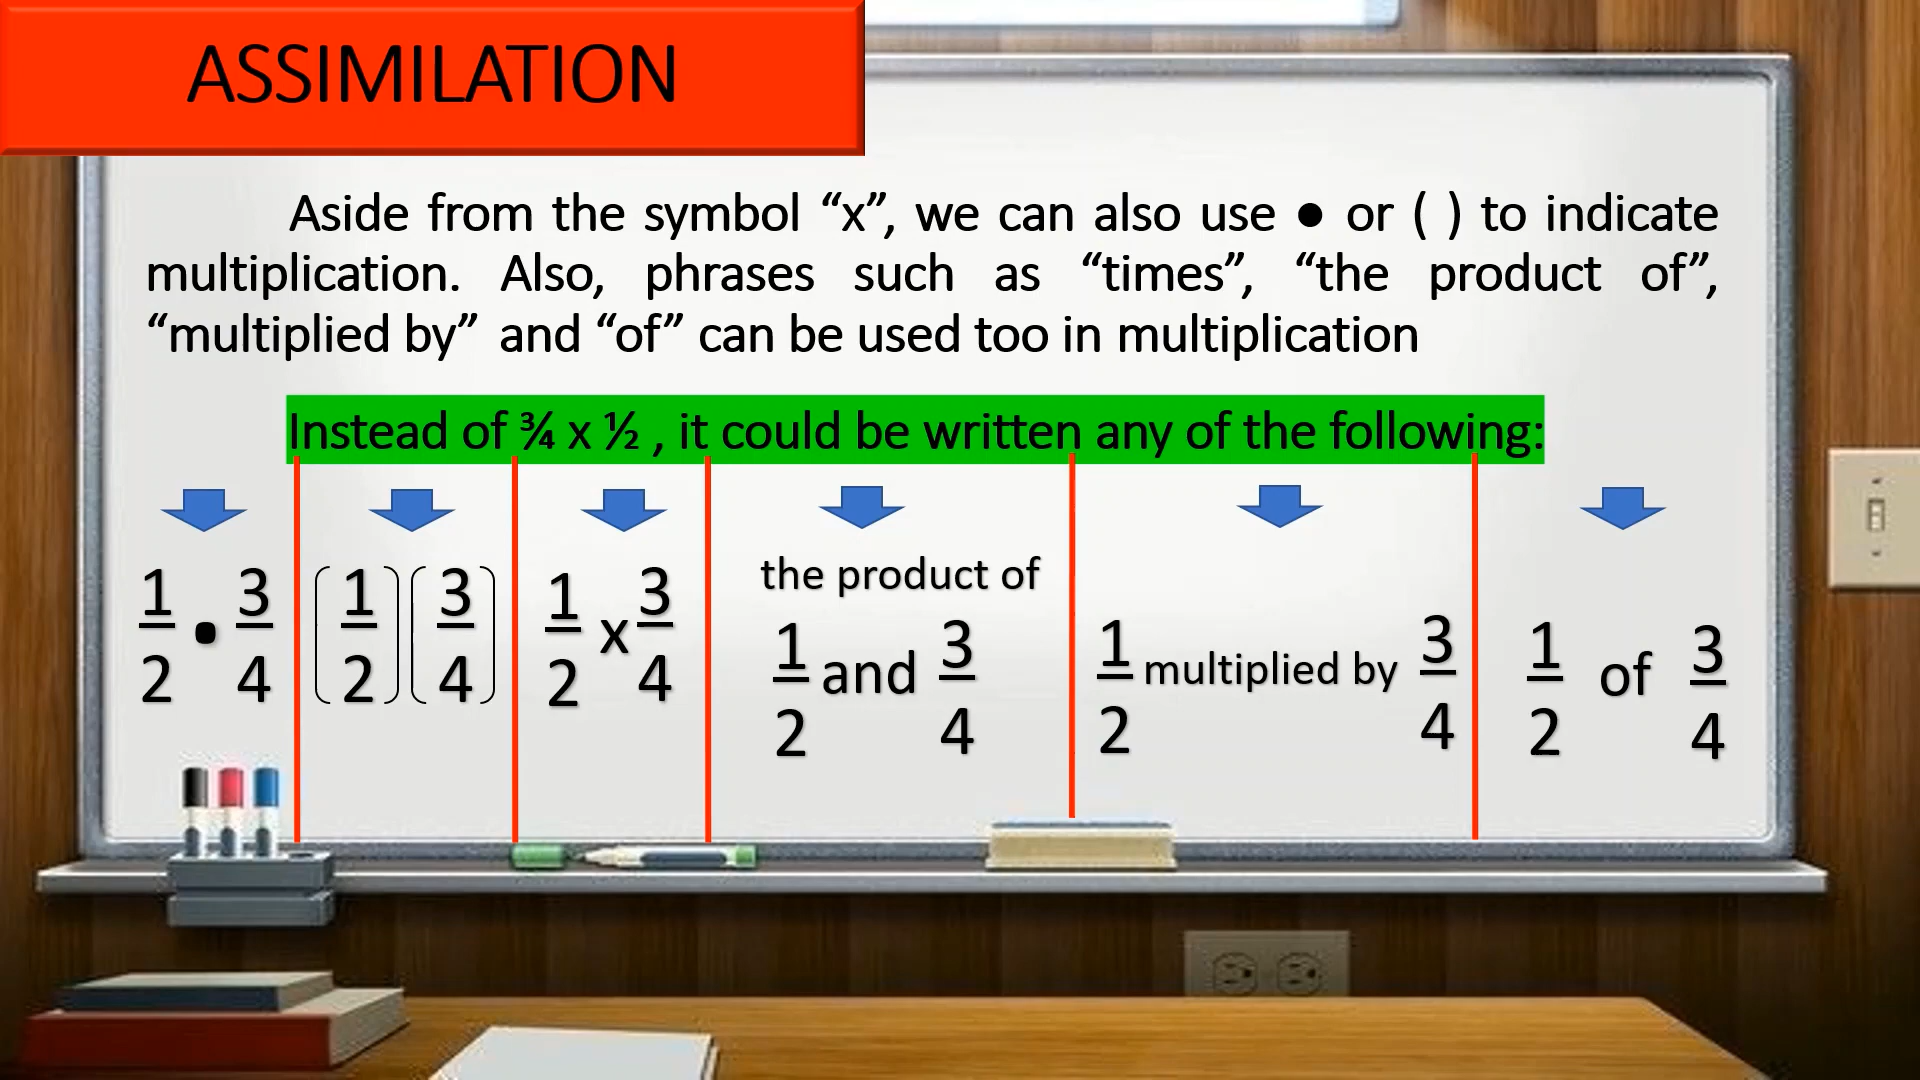 ASSIMILATION
Aside from the symbol “x”, we can also use ● or ( ) to indicate
multiplication. Also, phrases such as “times”, “the product of”,
“multiplied by” and “of” can be used too in multiplication
Instead of ¾ x ½ , it could be written any of the following:
1/2 • 3/4
(1/2)(3/4)
1/2 x 3/4
the product of
1/2 and 3/4
1/2 multiplied by 3/4
1/2 of 3/4